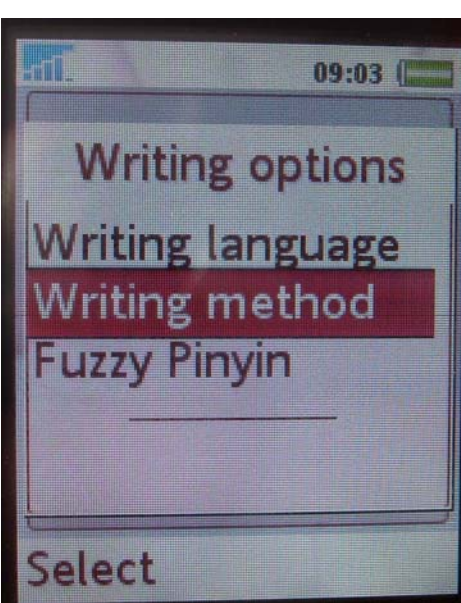 09:03
Writing options
Writing language
Writing method
Fuzzy Pinyin
Select